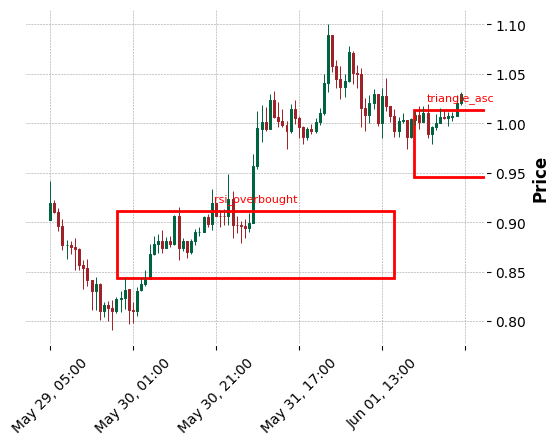 1.10
1.05
triangle_asc
1.00
0.95
Price
rsi_overbought
0.90
0.85
0.80
May 29, 05:00
May 30, 01:00
May 30, 21:00
May 31, 17:00
Jun 01, 13:00